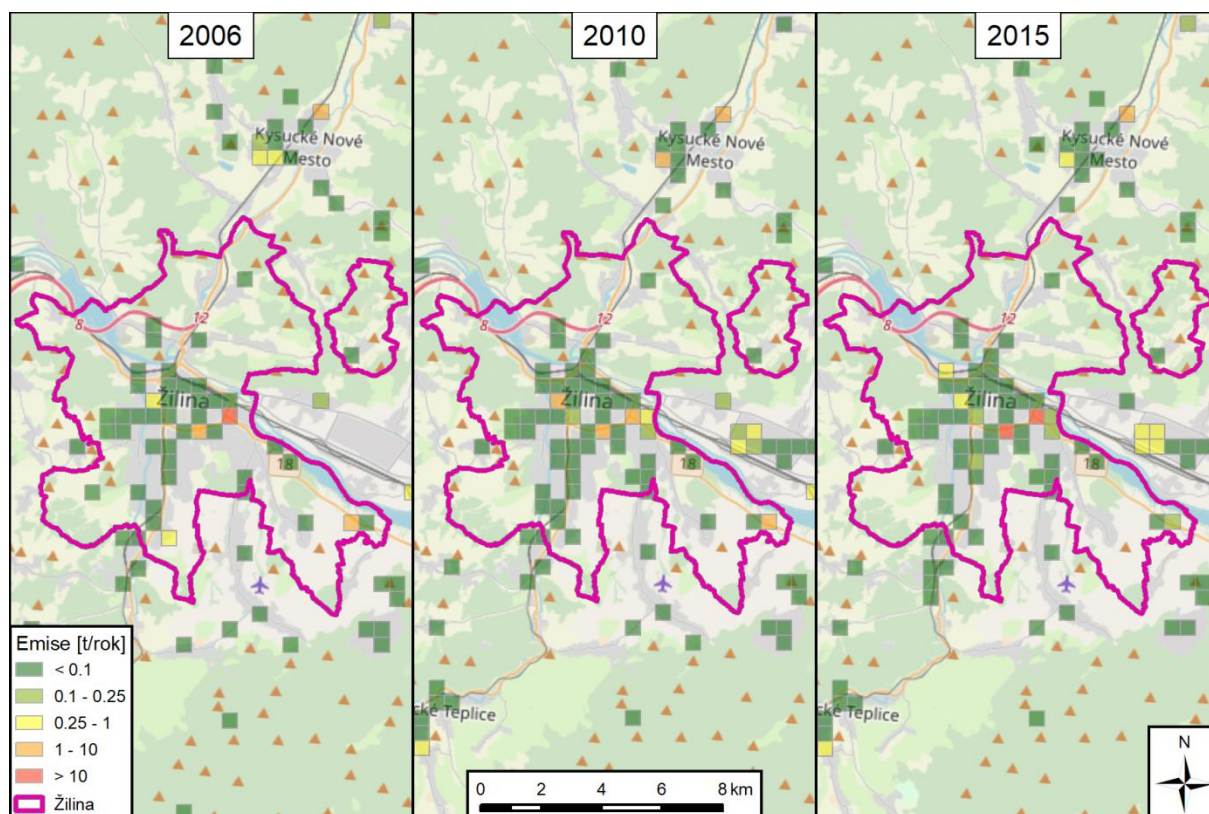 2006
2010
2015
Kysucké Nové
Mesto
Kysucké Nové
Mesto
Kysucké Nové
Mesto
8
12
8
12
8
12
Žilina
Žilina
Žilina
18
18
18
cké Teplice
cké Teplice
Emise [t/rok]
< 0.1
0.1 - 0.25
0.25 - 1
1 - 10
> 10
Žilina
0 2 4 6 8 km
N